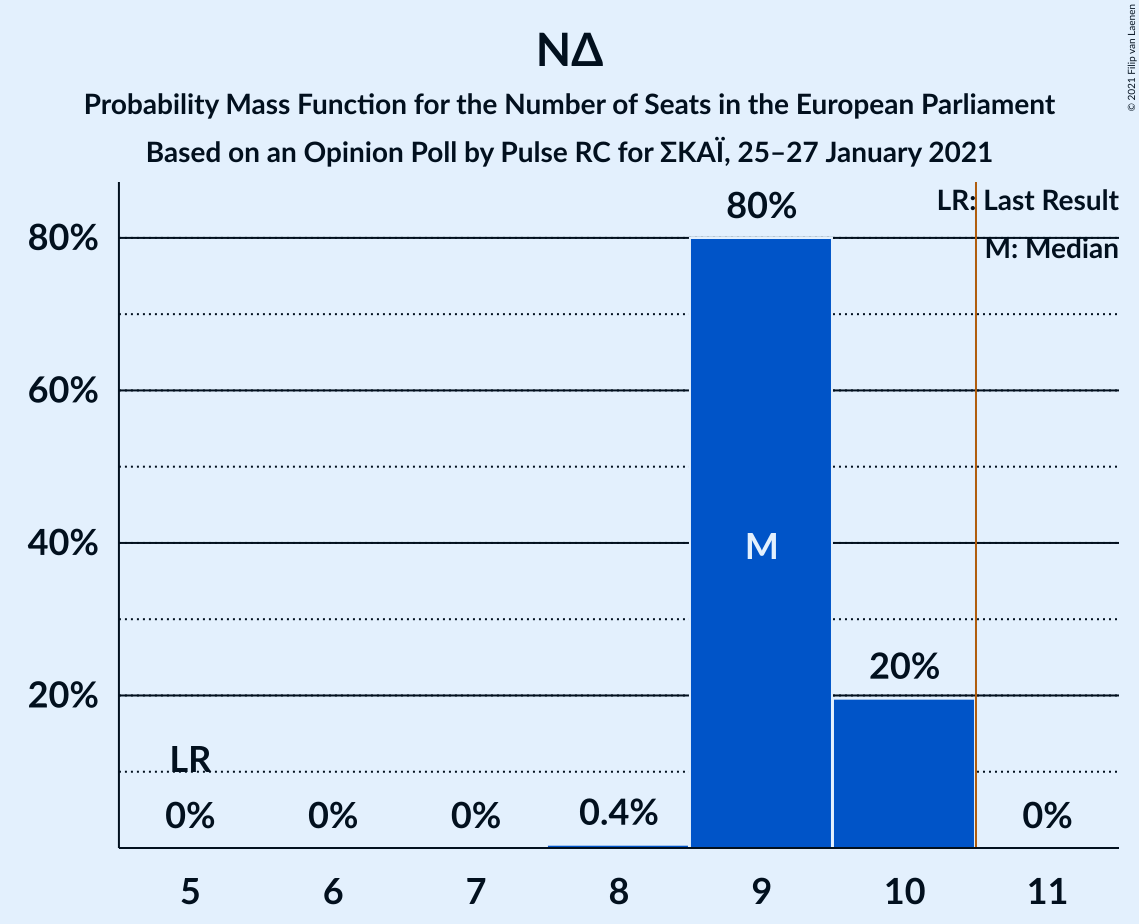 ΝΔ
Probability Mass Function for the Number of Seats in the European Parliament
Based on an Opinion Poll by Pulse RC for ΣΚΑΪ, 25–27 January 2021
© 2021 Filip van Laenen
LR: Last Result
M: Median
80%
60%
40%
20%
80%
M
20%
LR
0%
0%
0%
0.4%
0%
5 6 7 8 9 10 11